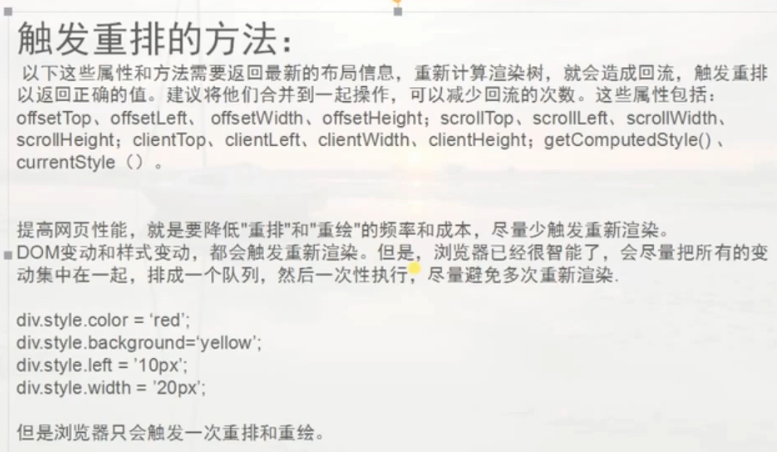 触发重排的方法：
以下这些属性和方法需要返回最新的布局信息，重新计算渲染树，就会造成回流，触发重排
以返回正确的值。建议将他们合并到一起操作，可以减少回流的次数。这些属性包括：
offsetTop、offsetLeft、 offsetWidth、offsetHeight；scrollTop、scrollLeft、scrollWidth、
scrollHeight；clientTop、clientLeft、clientWidth、clientHeight；getComputedStyle() 、
currentStyle（）。
提高网页性能，就是要降低"重排"和"重绘"的频率和成本，尽量少触发重新渲染。
DOM变动和样式变动，都会触发重新渲染。但是，浏览器已经很智能了，会尽量把所有的变
动集中在一起，排成一个队列，然后一次性执行，尽量避免多次重新渲染.
div.style.color = ‘red’;
div.style.background=‘yellow’;
div.style.left = ’10px’;
div.style.width = ’20px’;
但是浏览器只会触发一次重排和重绘。